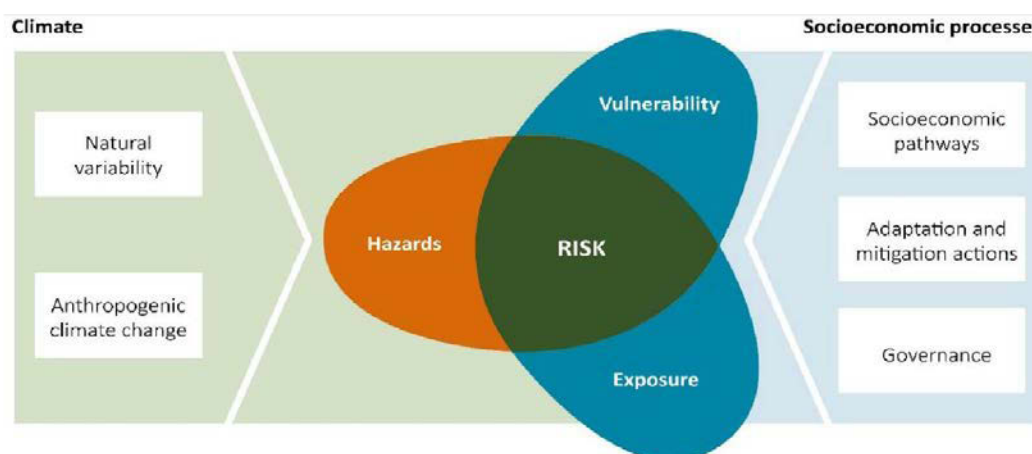 Climate
Socioeconomic processe
Natural
variability
Anthropogenic
climate change
Hazards
Vulnerability
RISK
Exposure
Socioeconomic
pathways
Adaptation and
mitigation actions
Governance